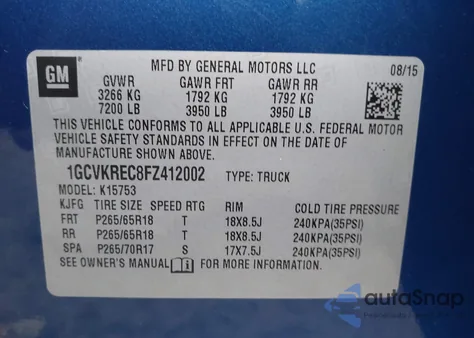 MFD BY GENERAL MOTORS LLC 08/15
GM
GVWR GAWR FRT GAWR RR
3266 KG 1792 KG 1792 KG
7200 LB 3950 LB 3950 LB
THIS VEHICLE CONFORMS TO ALL APPLICABLE U.S. FEDERAL MOTOR
VEHICLE SAFETY STANDARDS IN EFFECT ON THE DATE OF
MANUFACTURE SHOWN ABOVE.
1GCVKREC8FZ412002 TYPE: TRUCK
MODEL: K15753
KJFG TIRE SIZE SPEED RTG RIM COLD TIRE PRESSURE
FRT P265/65R18 T 18X8.5J 240KPA(35PSI)
RR P265/65R18 T 18X8.5J 240KPA(35PSI)
SPA P265/70R17 S 17X7.5J 240KPA(35PSI)
SEE OWNER'S MANUAL i FOR MORE INFORMATION.
autoSnap